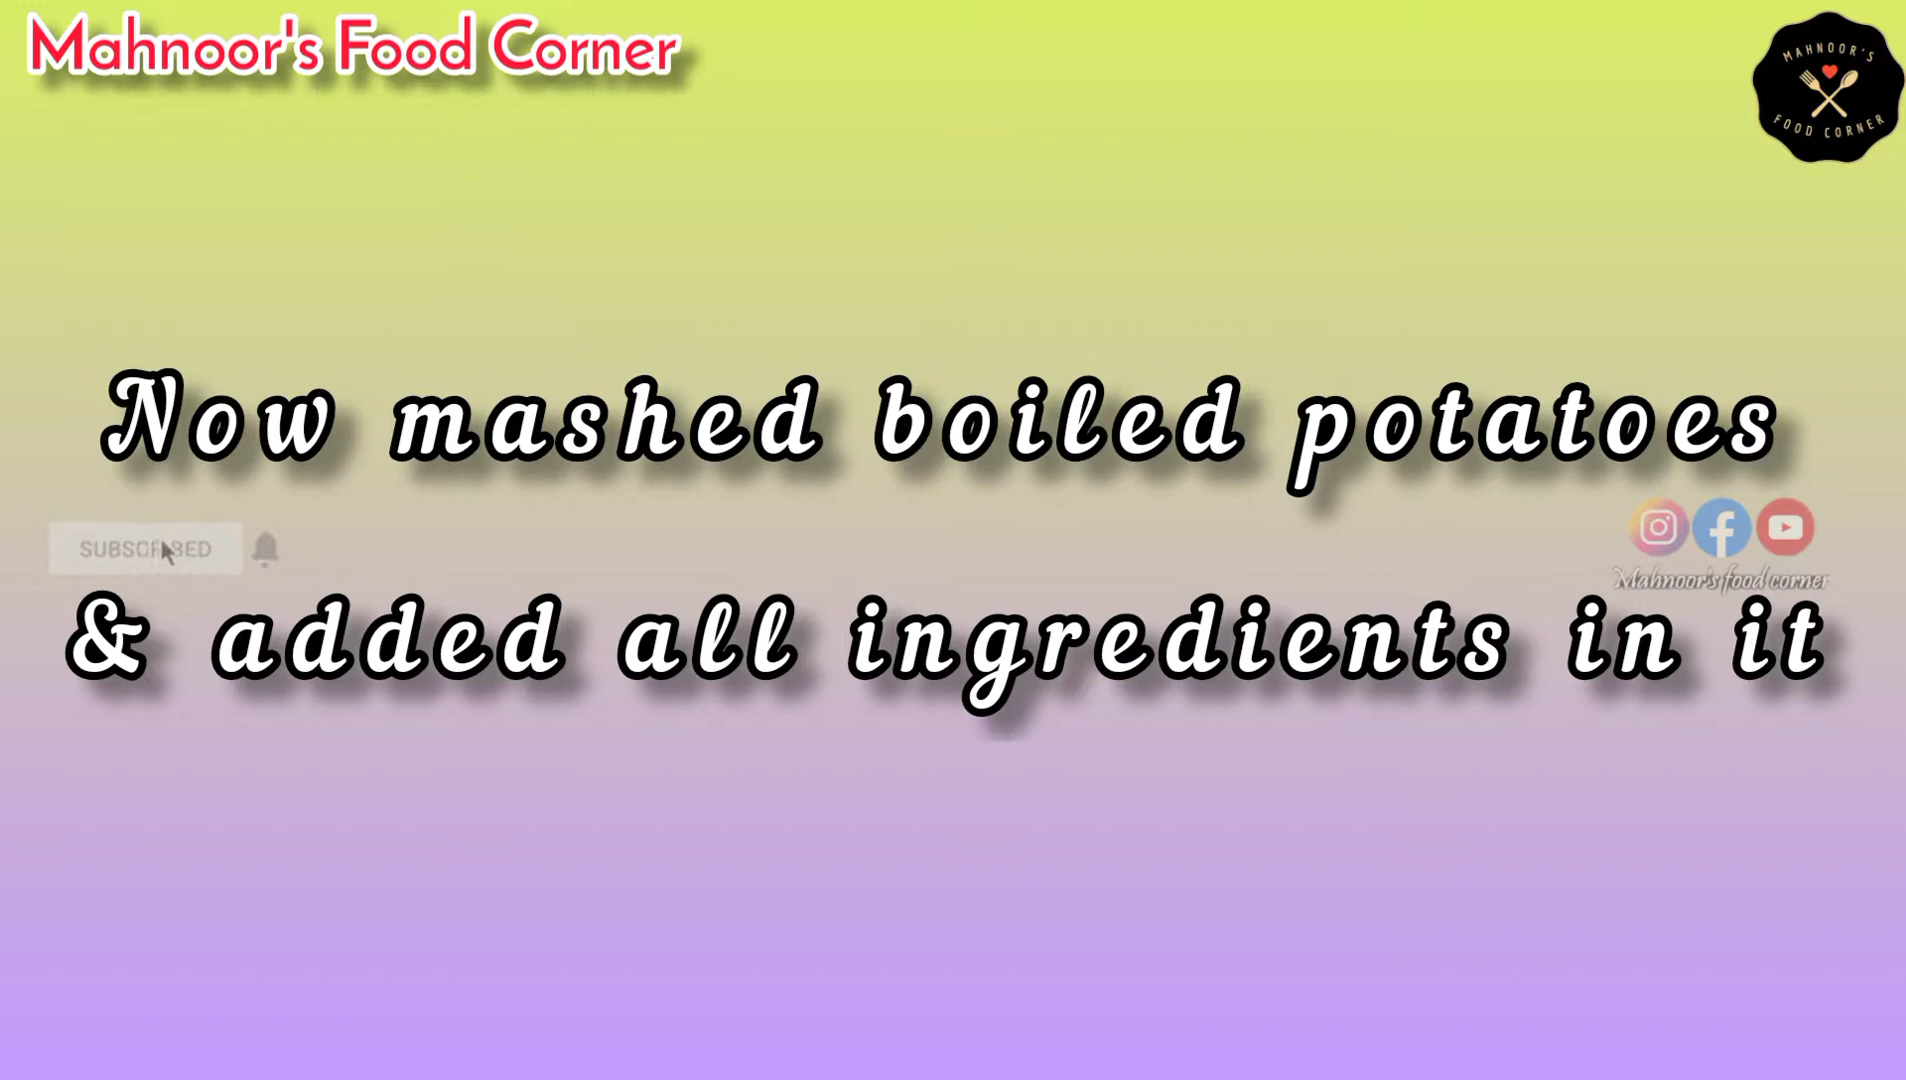 Mahnoor's Food Corner
MAHNOOR'S
FOOD CORNER
Now mashed boiled potatoes
SUBSCRIBED
Mahnoor's food corner
& added all ingredients in it